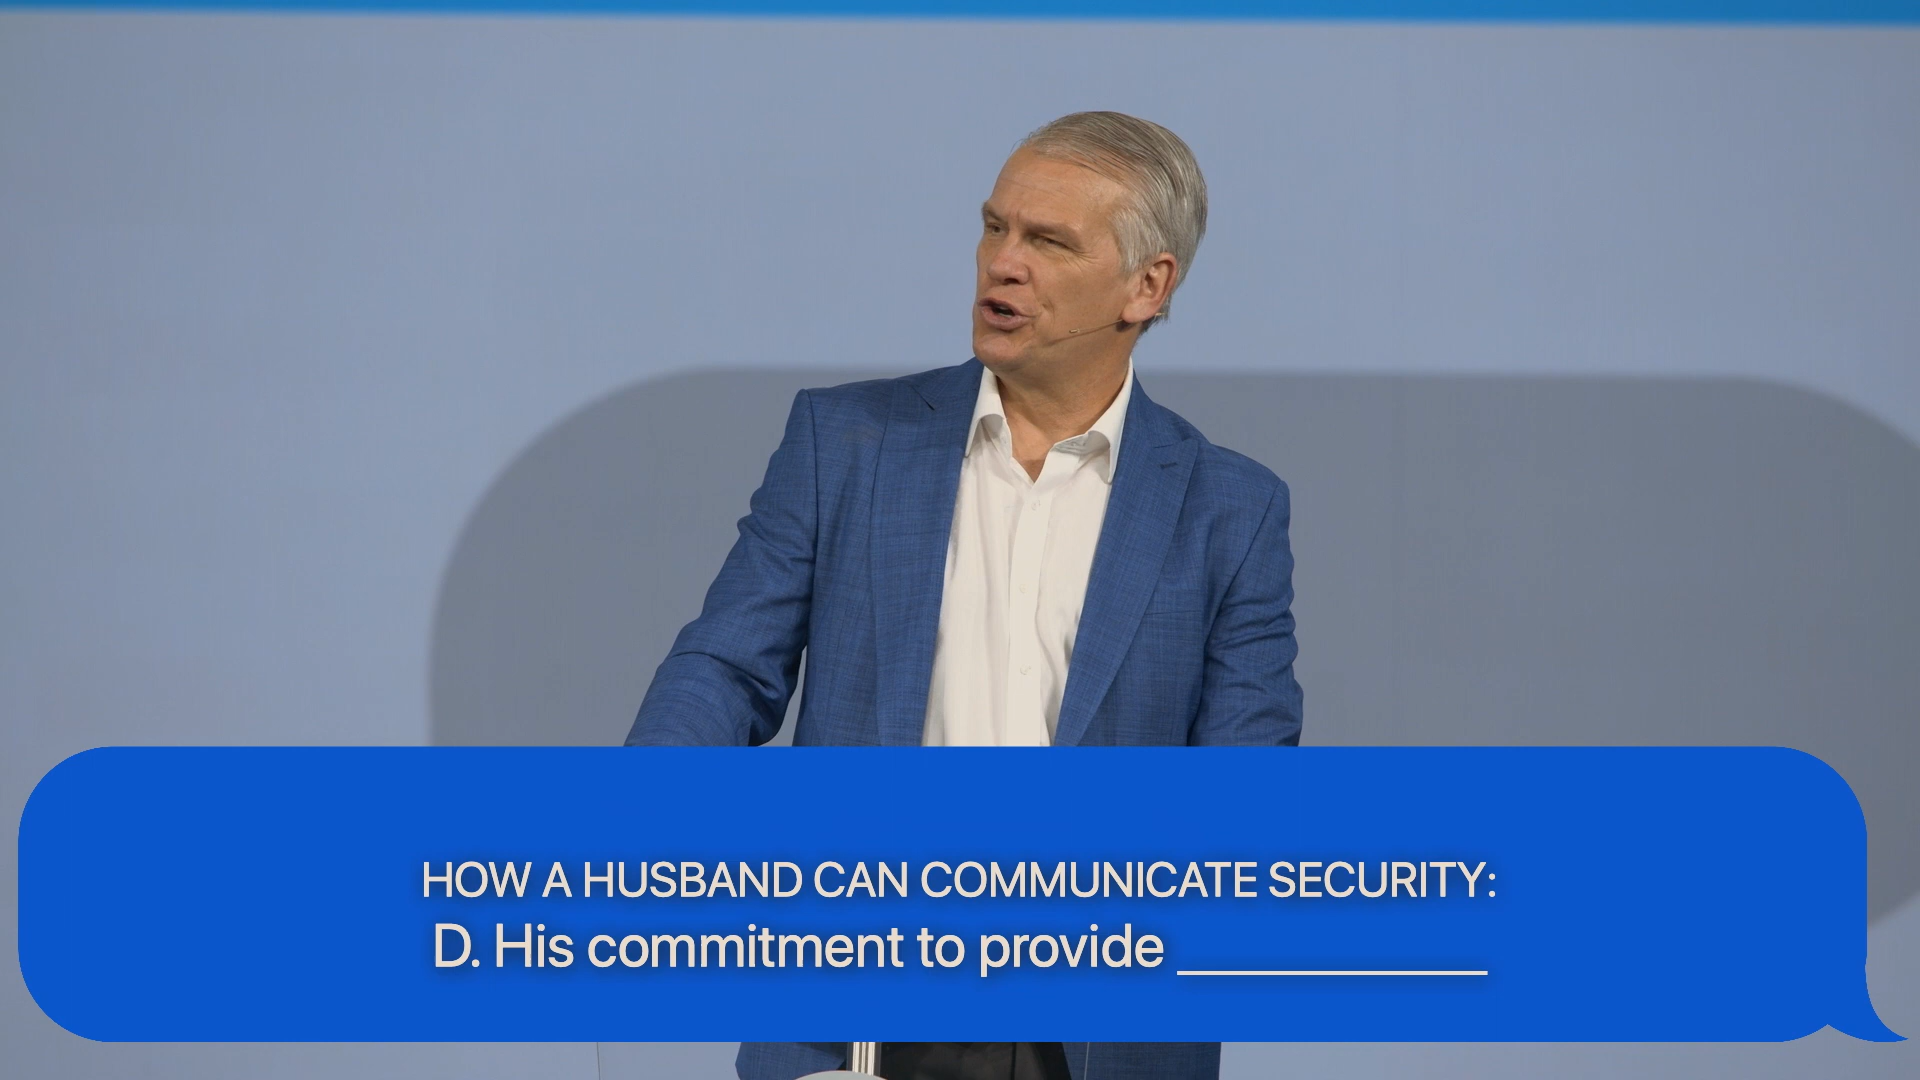 HOW A HUSBAND CAN COMMUNICATE SECURITY:
D. His commitment to provide ___________